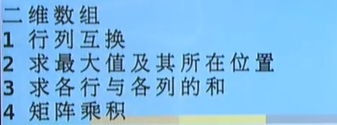 二维数组
1 行列互换
2 求最大值及其所在位置
3 求各行与各列的和
4 矩阵乘积